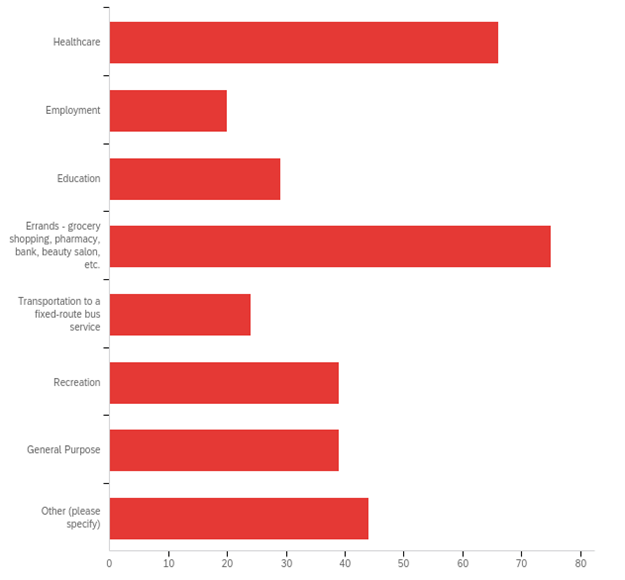 Healthcare
Employment
Education
Errands - grocery
shopping, pharmacy,
bank, beauty salon,
etc.
Transportation to a
fixed-route bus
service
Recreation
General Purpose
Other (please
specify)
0 10 20 30 40 50 60 70 80